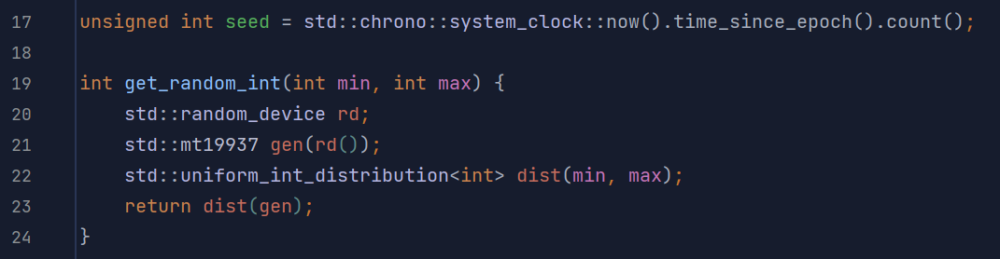 17 unsigned int seed = std::chrono::system_clock::now().time_since_epoch().count();
18
19 int get_random_int(int min, int max) {
20     std::random_device rd;
21     std::mt19937 gen(rd());
22     std::uniform_int_distribution<int> dist(min, max);
23     return dist(gen);
24 }